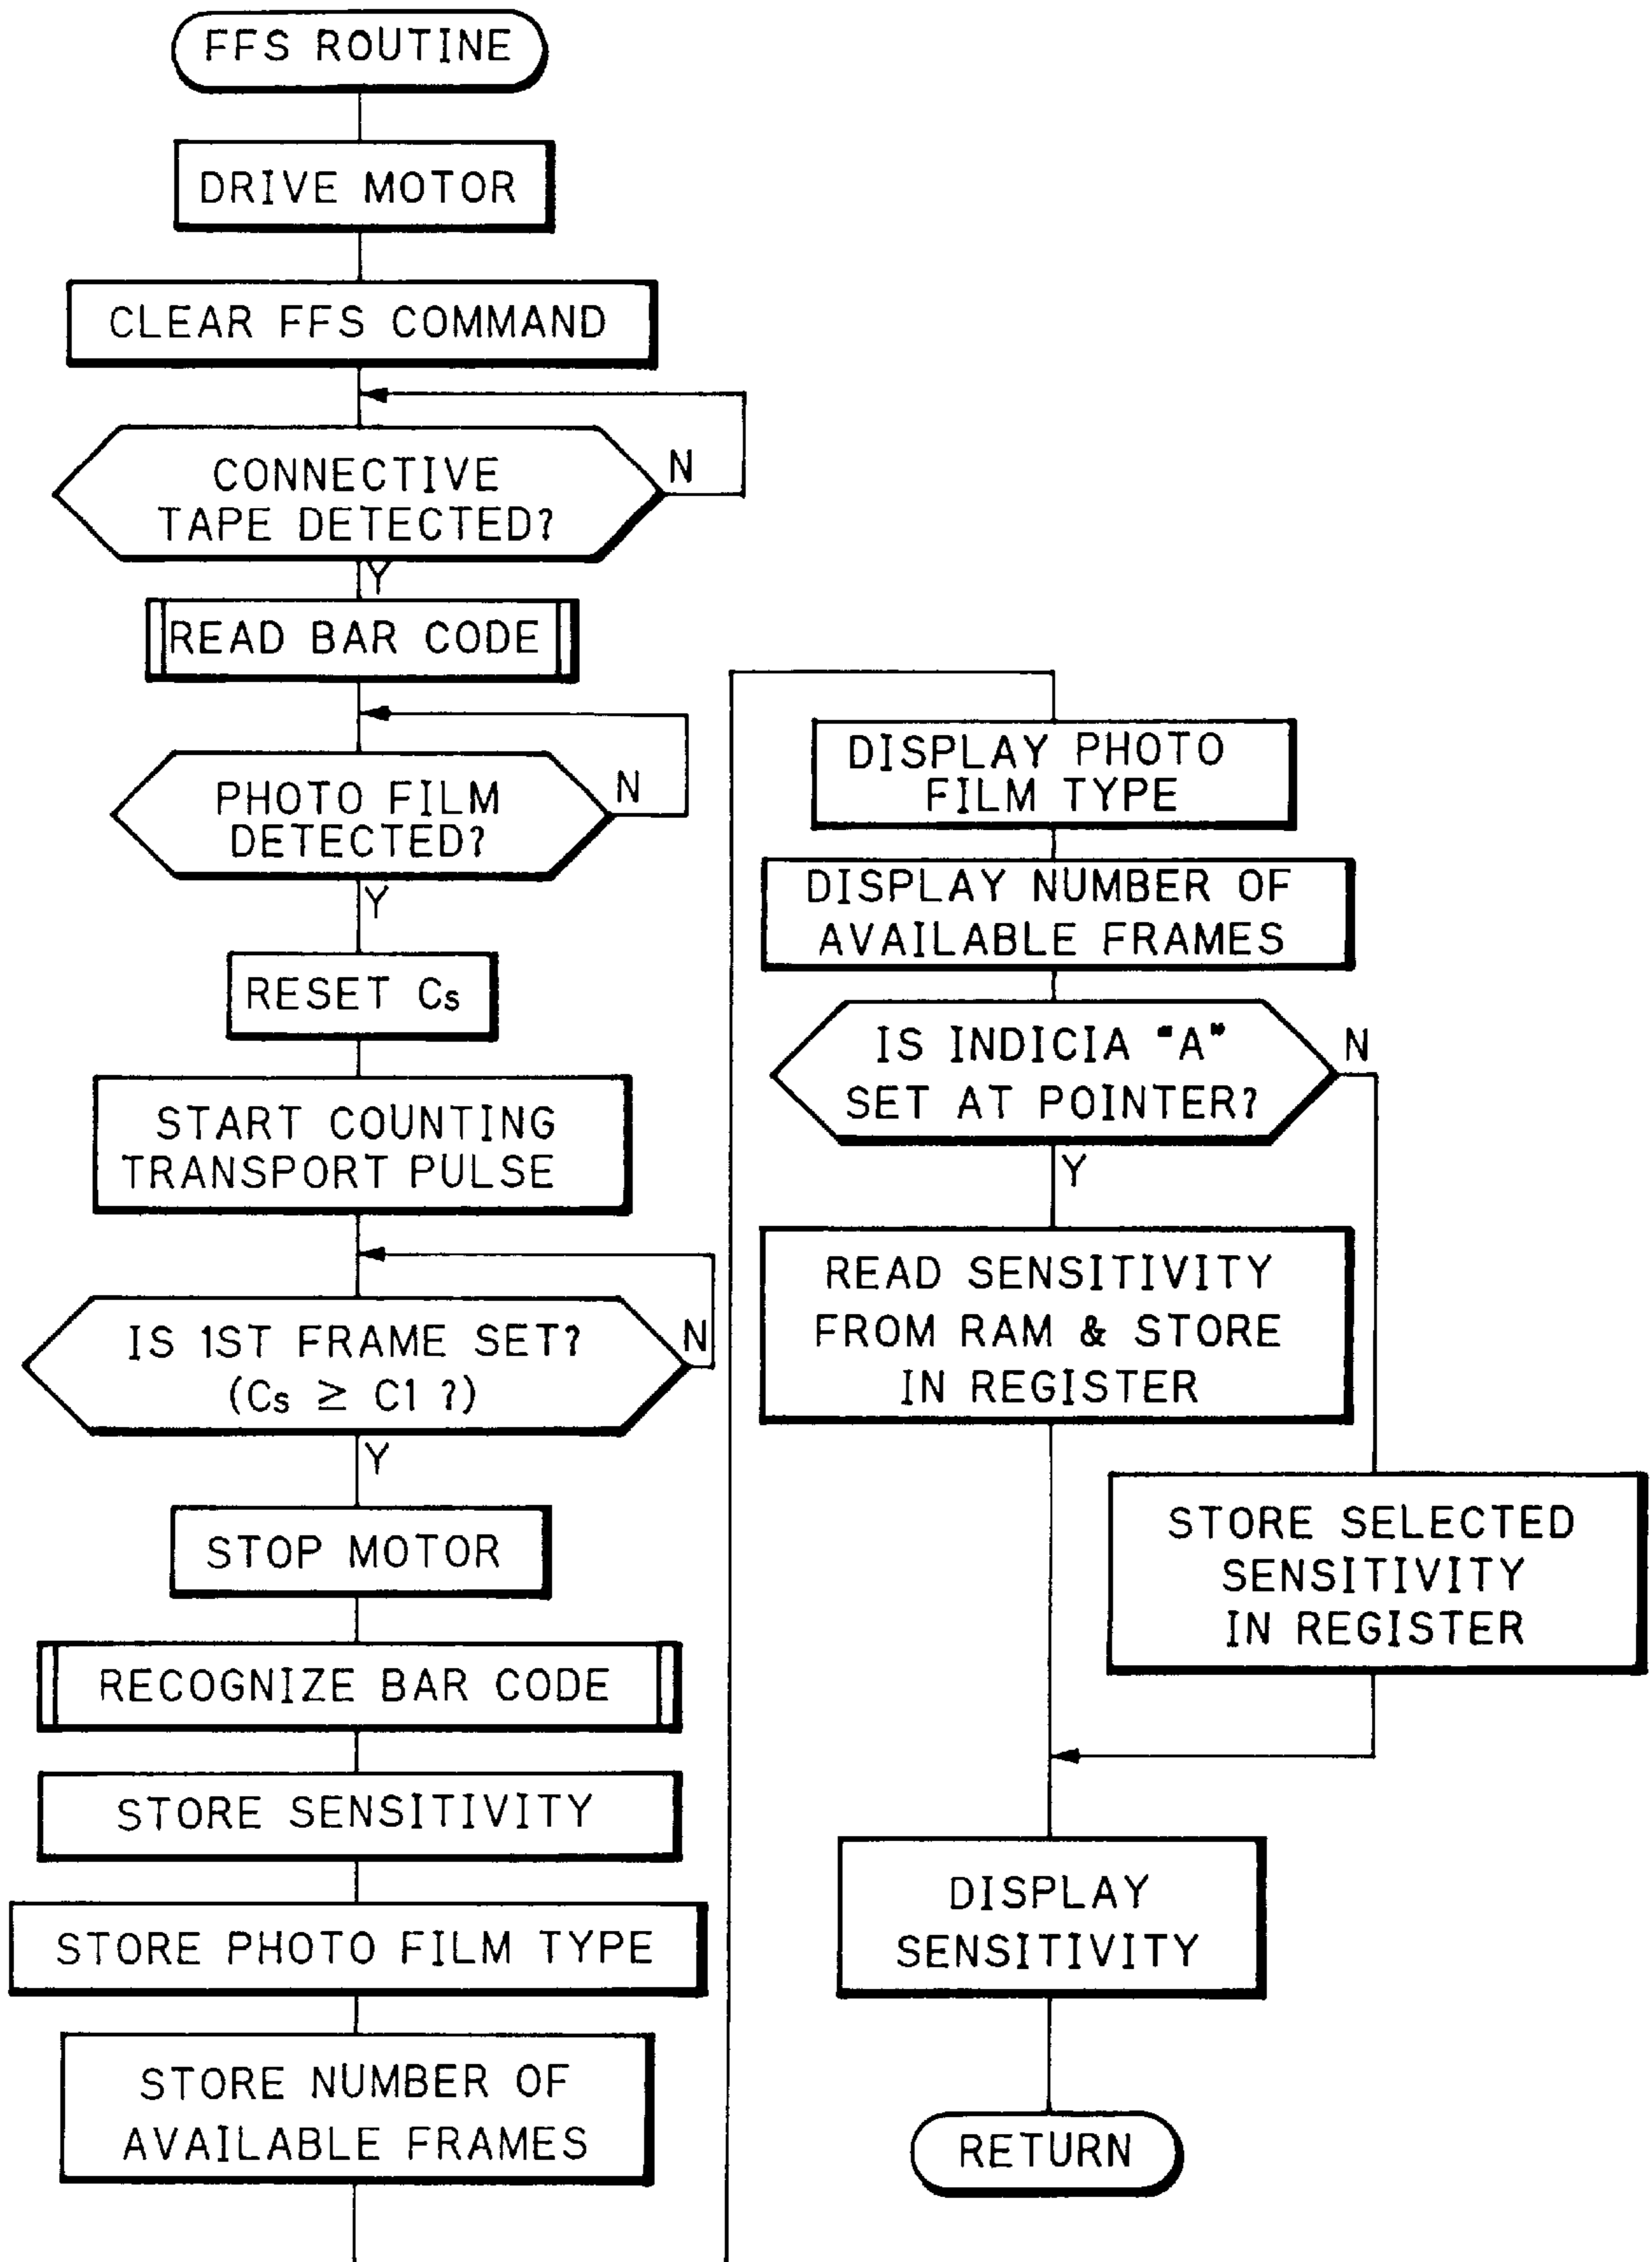 FFS ROUTINE
DRIVE MOTOR
CLEAR FFS COMMAND
CONNECTIVE
TAPE DETECTED?
N
Y
READ BAR CODE
PHOTO FILM
DETECTED?
N
Y
RESET Cs
START COUNTING
TRANSPORT PULSE
IS 1ST FRAME SET?
(Cs ≥ C1 ?)
N
Y
STOP MOTOR
RECOGNIZE BAR CODE
STORE SENSITIVITY
STORE PHOTO FILM TYPE
STORE NUMBER OF
AVAILABLE FRAMES
DISPLAY PHOTO
FILM TYPE
DISPLAY NUMBER OF
AVAILABLE FRAMES
IS INDICIA "A"
SET AT POINTER?
N
Y
READ SENSITIVITY
FROM RAM & STORE
IN REGISTER
STORE SELECTED
SENSITIVITY
IN REGISTER
DISPLAY
SENSITIVITY
RETURN